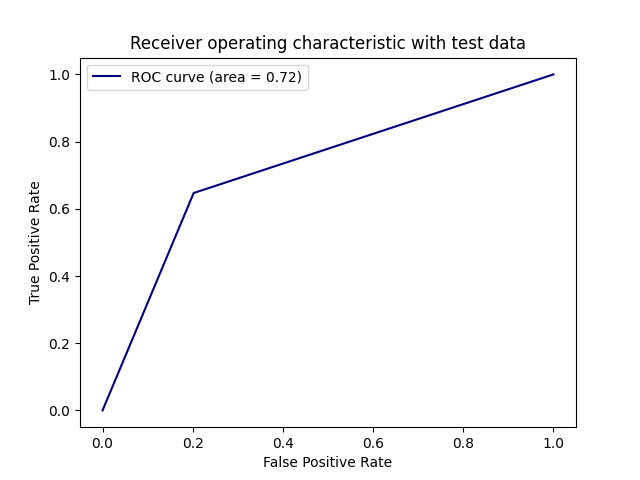 Receiver operating characteristic with test data
ROC curve (area = 0.72)
1.0
0.8
0.6
0.4
0.2
0.0
True Positive Rate
0.0 0.2 0.4 0.6 0.8 1.0
False Positive Rate